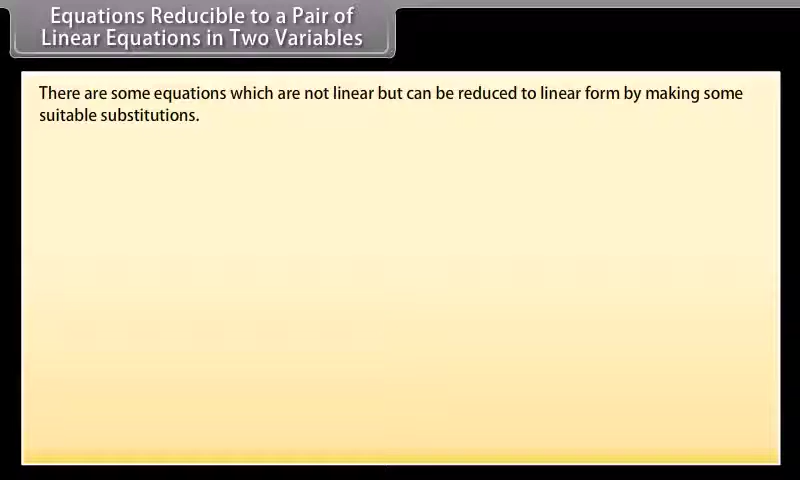 Equations Reducible to a Pair of
Linear Equations in Two Variables
There are some equations which are not linear but can be reduced to linear form by making some
suitable substitutions.